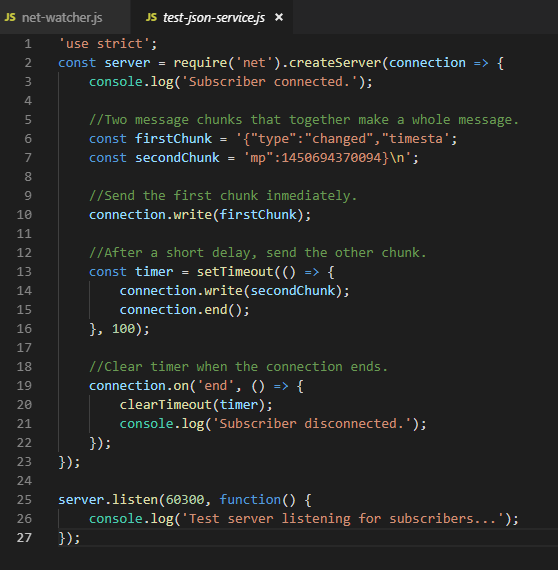 JS net-watcher.js JS test-json-service.js ×
1 'use strict';
2 const server = require('net').createServer(connection => {
3     console.log('Subscriber connected.');
4
5     //Two message chunks that together make a whole message.
6     const firstChunk = '{"type":"changed","timesta';
7     const secondChunk = 'mp":1450694370094}\n';
8
9     //Send the first chunk inmediately.
10     connection.write(firstChunk);
11
12     //After a short delay, send the other chunk.
13     const timer = setTimeout(() => {
14         connection.write(secondChunk);
15         connection.end();
16     }, 100);
17
18     //Clear timer when the connection ends.
19     connection.on('end', () => {
20         clearTimeout(timer);
21         console.log('Subscriber disconnected.');
22     });
23 });
24
25 server.listen(60300, function() {
26     console.log('Test server listening for subscribers...');
27 });